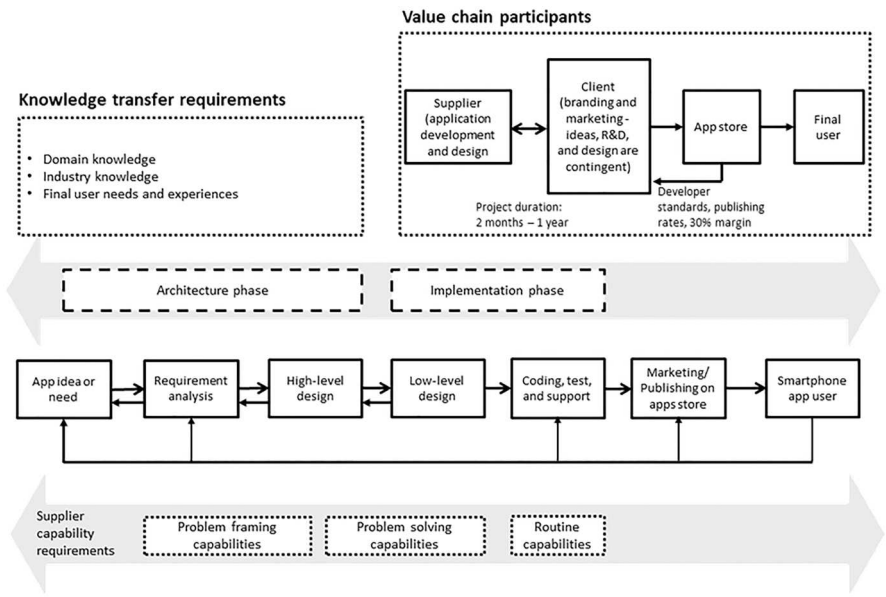 Value chain participants
Knowledge transfer requirements
• Domain knowledge
• Industry knowledge
• Final user needs and experiences
Supplier
(application
development
and design)
Client
(branding and
marketing -
ideas, R&D,
and design are
contingent)
App store
Final
user
Project duration:
2 months – 1 year
Developer
standards, publishing
rates, 30% margin
Architecture phase
Implementation phase
App idea or
need
Requirement
analysis
High-level
design
Low-level
design
Coding, test,
and support
Marketing/
Publishing on
apps store
Smartphone
app user
Supplier
capability
requirements
Problem framing
capabilities
Problem solving
capabilities
Routine
capabilities